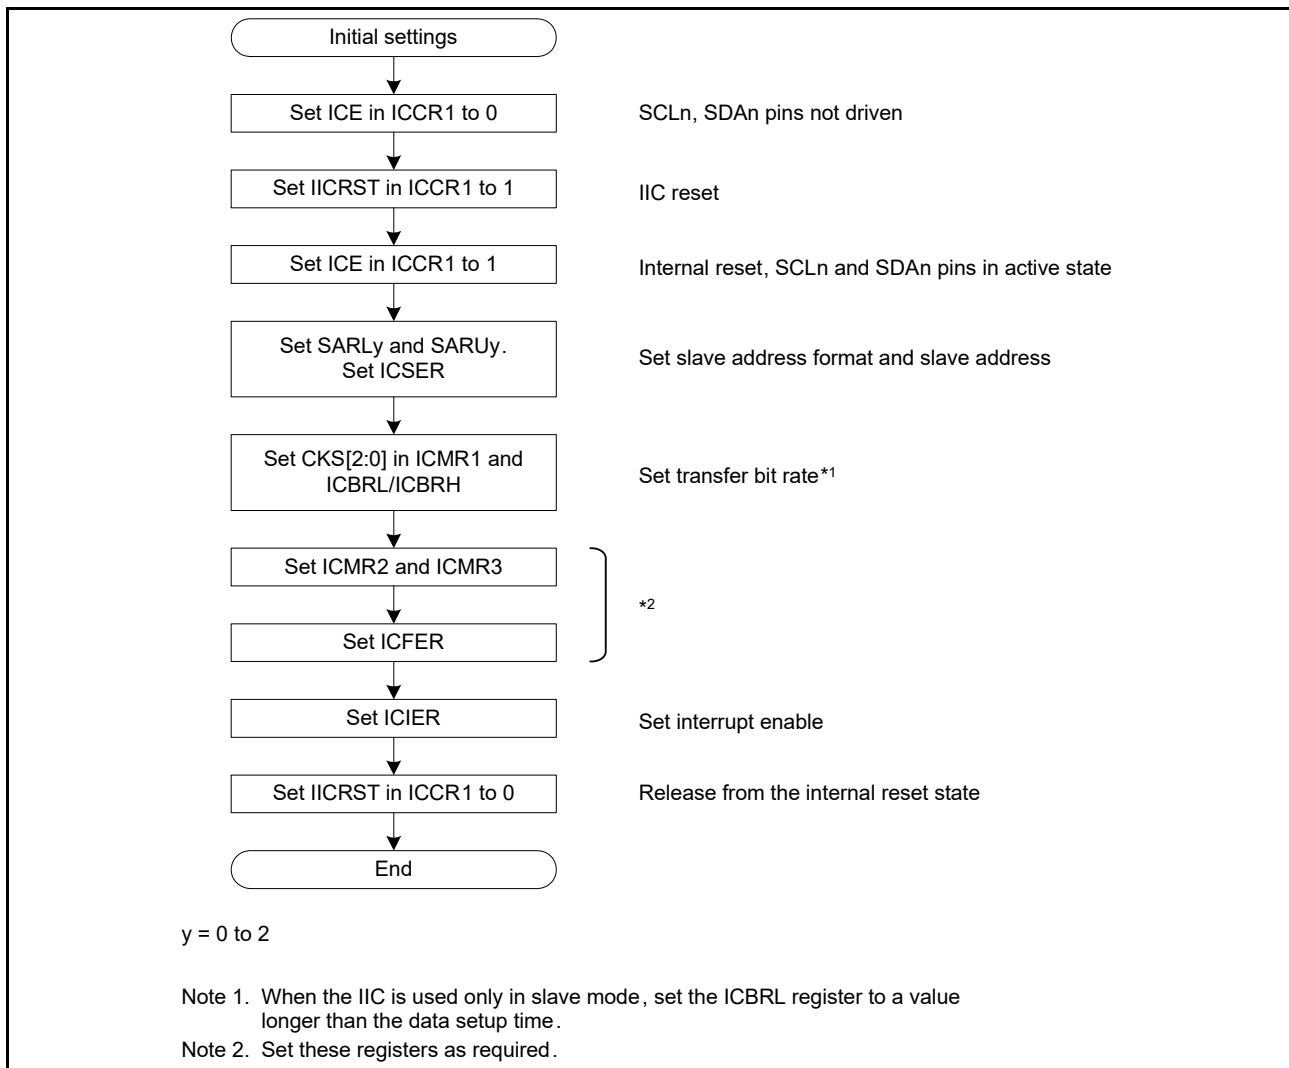 Initial settings
Set ICE in ICCR1 to 0
SCLn, SDAn pins not driven
Set IICRST in ICCR1 to 1
IIC reset
Set ICE in ICCR1 to 1
Internal reset, SCLn and SDAn pins in active state
Set SARLy and SARUy.
Set ICSER
Set slave address format and slave address
Set CKS[2:0] in ICMR1 and
ICBRL/ICBRH
Set transfer bit rate*1
Set ICMR2 and ICMR3
*2
Set ICFER
Set ICIER
Set interrupt enable
Set IICRST in ICCR1 to 0
Release from the internal reset state
End
y = 0 to 2
Note 1. When the IIC is used only in slave mode, set the ICBRL register to a value
longer than the data setup time.
Note 2. Set these registers as required.